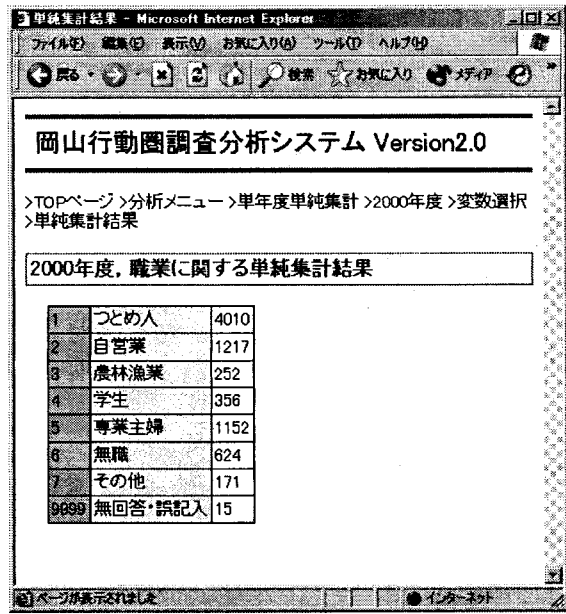 単純集計結果 - Microsoft Internet Explorer
ファイル(F) 編集(E) 表示(V) お気に入り(A) ツール(T) ヘルプ(H)
戻る 検索 お気に入り メディア
岡山行動圏調査分析システム Version2.0
>TOPページ >分析メニュー >単年度単純集計 >2000年度 >変数選択
>単純集計結果
2000年度, 職業に関する単純集計結果
1 つとめ人 4010
2 自営業 1217
3 農林漁業 252
4 学生 356
5 専業主婦 1152
6 無職 624
7 その他 171
9999 無回答・誤記入 15
ページが表示されました インターネット